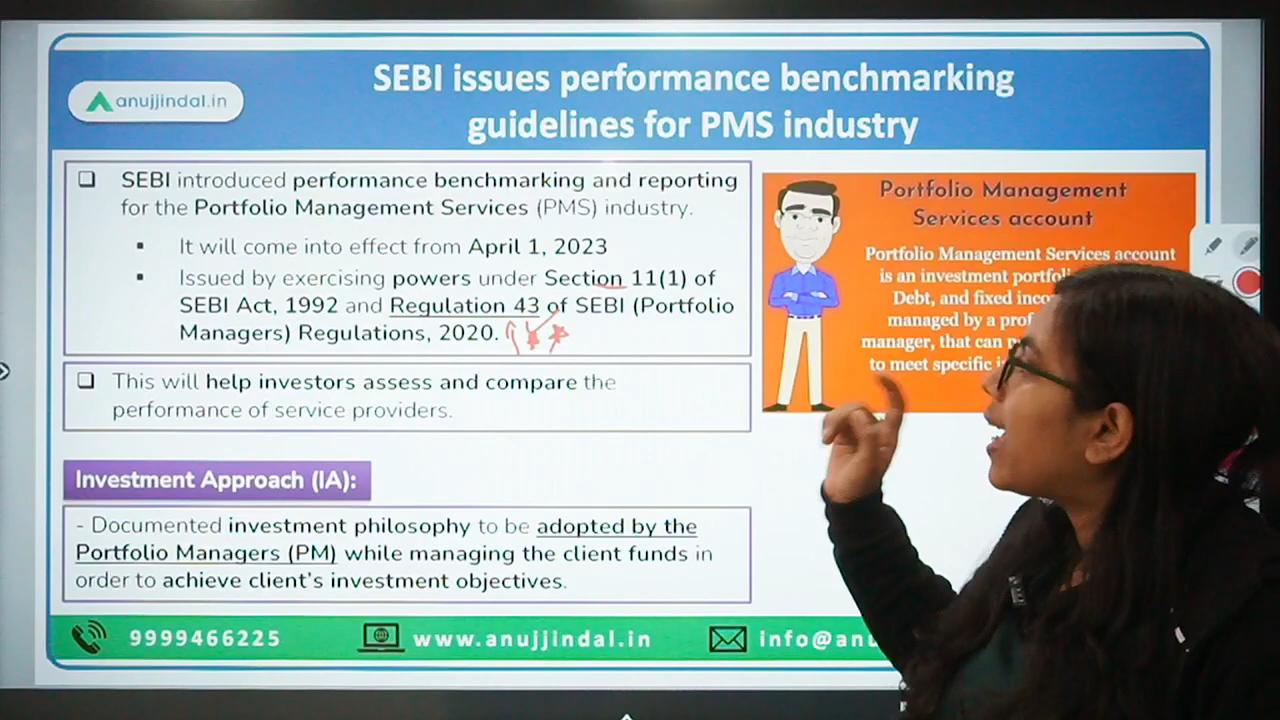 SEBI issues performance benchmarking
guidelines for PMS industry
anujjindal.in
SEBI introduced performance benchmarking and reporting
for the Portfolio Management Services (PMS) industry.
It will come into effect from April 1, 2023
Issued by exercising powers under Section 11(1) of
SEBI Act, 1992 and Regulation 43 of SEBI (Portfolio
Managers) Regulations, 2020.
This will help investors assess and compare the
performance of service providers.
Investment Approach (IA):
- Documented investment philosophy to be adopted by the
Portfolio Managers (PM) while managing the client funds in
order to achieve client's investment objectives.
Portfolio Management
Services account
Portfolio Management Services account
is an investment
Debt, and fixed
managed by a
manager, that can
to meet specific
9999466225
www.anujjindal.in